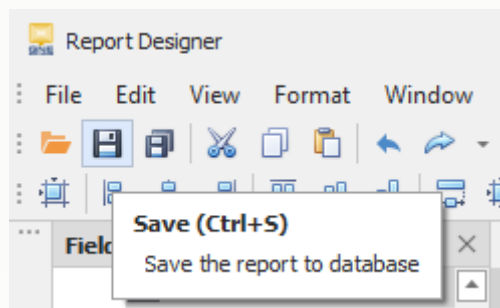 Report Designer
File Edit View Format Window
Save (Ctrl+S)
Save the report to database